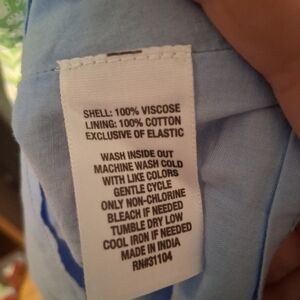 SHELL: 100% VISCOSE
LINING: 100% COTTON
EXCLUSIVE OF ELASTIC
WASH INSIDE OUT
MACHINE WASH COLD
WITH LIKE COLORS
GENTLE CYCLE
ONLY NON-CHLORINE
BLEACH IF NEEDED
TUMBLE DRY LOW
COOL IRON IF NEEDED
MADE IN INDIA
RN#31104